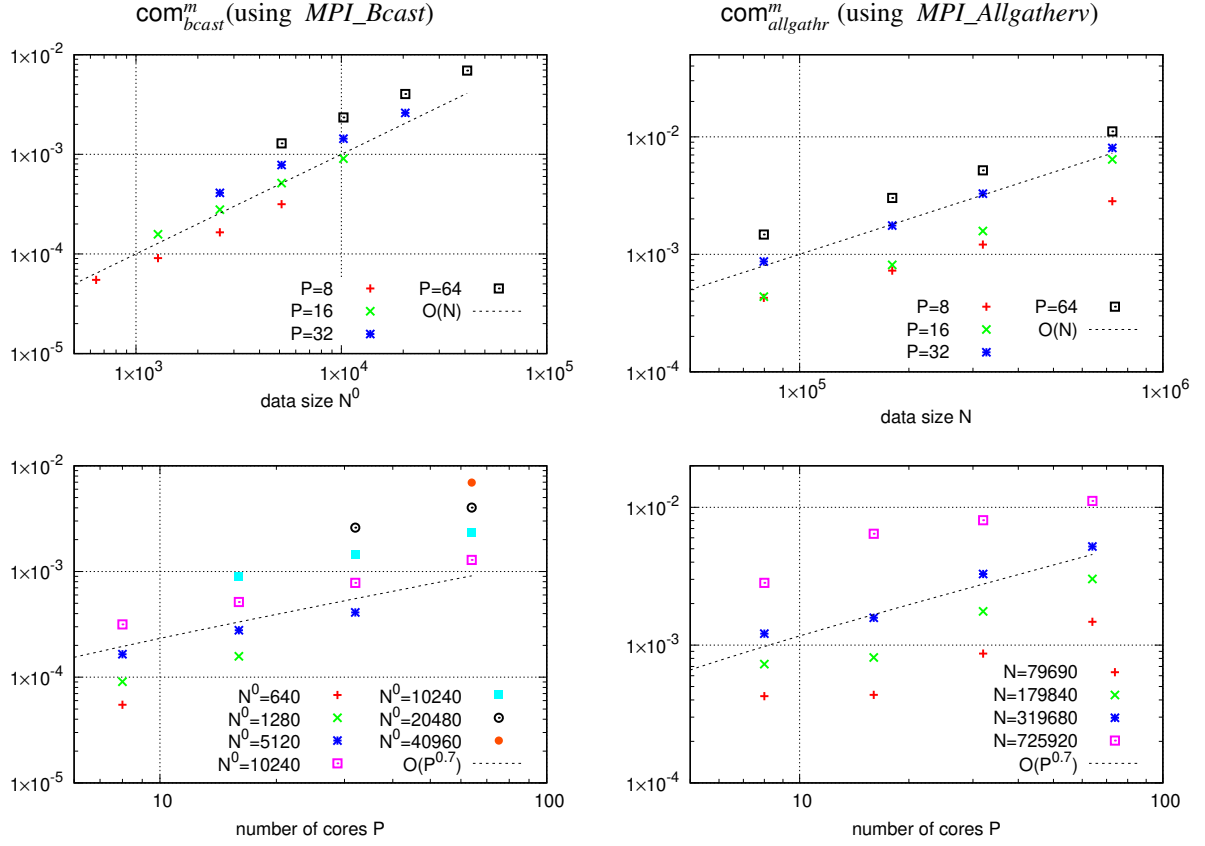 com^m_bcast (using MPI_Bcast)
1×10^-2
1×10^-3
1×10^-4
1×10^-5
1×10^3
1×10^4
1×10^5
data size N^0
P=8
P=16
P=32
P=64
O(N)
com^m_allgathr (using MPI_Allgatherv)
10^-2
1×10^-3
1×10^-4
1×10^5
1×10^6
data size N
P=8
P=16
P=32
P=64
O(N)
1×10^-2
1×10^-3
1×10^-4
1×10^-5
10
100
number of cores P
N^0=640
N^0=1280
N^0=5120
N^0=10240
N^0=10240
N^0=20480
N^0=40960
O(P^0.7)
1×10^-2
1×10^-3
1×10^-4
10
100
number of cores P
N=79690
N=179840
N=319680
N=725920
O(P^0.7)